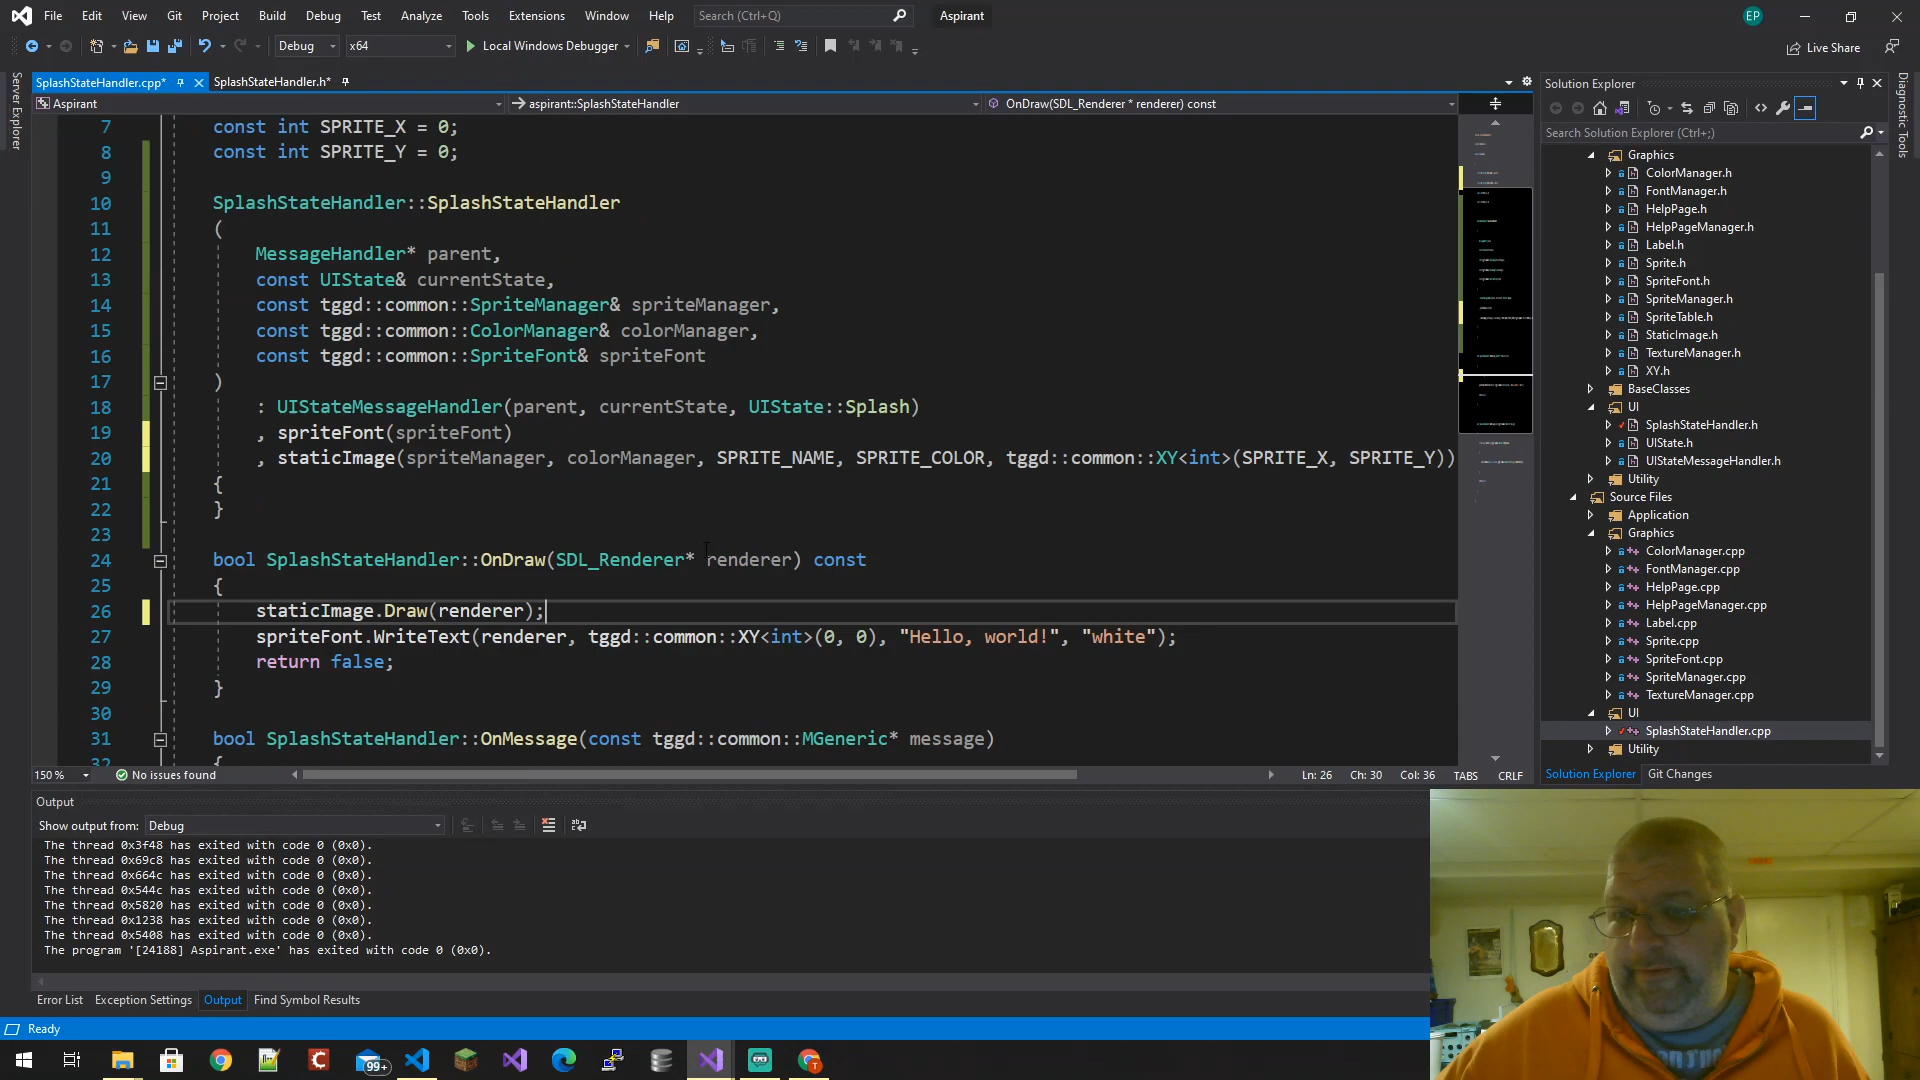 File Edit View Git Project Build Debug Test Analyze Tools Extensions Window Help Search (Ctrl+Q) Aspirant EP
Debug x64 Local Windows Debugger Live Share
SplashStateHandler.cpp* SplashStateHandler.h*
Aspirant aspirant::SplashStateHandler OnDraw(SDL_Renderer * renderer) const
Server Explorer
7 const int SPRITE_X = 0;
8 const int SPRITE_Y = 0;
9
10 SplashStateHandler::SplashStateHandler
11 (
12 MessageHandler* parent,
13 const UIState& currentState,
14 const tggd::common::SpriteManager& spriteManager,
15 const tggd::common::ColorManager& colorManager,
16 const tggd::common::SpriteFont& spriteFont
17 )
18 : UIStateMessageHandler(parent, currentState, UIState::Splash)
19 , spriteFont(spriteFont)
20 , staticImage(spriteManager, colorManager, SPRITE_NAME, SPRITE_COLOR, tggd::common::XY<int>(SPRITE_X, SPRITE_Y))
21 {
22 }
23
24 bool SplashStateHandler::OnDraw(SDL_Renderer* renderer) const
25 {
26 staticImage.Draw(renderer);
27 spriteFont.WriteText(renderer, tggd::common::XY<int>(0, 0), "Hello, world!", "white");
28 return false;
29 }
30
31 bool SplashStateHandler::OnMessage(const tggd::common::MGeneric* message)
32 {
150 % No issues found Ln: 26 Ch: 30 Col: 36 TABS CRLF
Output
Show output from: Debug
The thread 0x3f48 has exited with code 0 (0x0).
The thread 0x69c8 has exited with code 0 (0x0).
The thread 0x664c has exited with code 0 (0x0).
The thread 0x544c has exited with code 0 (0x0).
The thread 0x5820 has exited with code 0 (0x0).
The thread 0x1238 has exited with code 0 (0x0).
The thread 0x5408 has exited with code 0 (0x0).
The program '[24188] Aspirant.exe' has exited with code 0 (0x0).
Error List Exception Settings Output Find Symbol Results
Ready
99+
Solution Explorer
Search Solution Explorer (Ctrl+;)
Graphics
ColorManager.h
FontManager.h
HelpPage.h
HelpPageManager.h
Label.h
Sprite.h
SpriteFont.h
SpriteManager.h
SpriteTable.h
StaticImage.h
TextureManager.h
XY.h
BaseClasses
UI
SplashStateHandler.h
UIState.h
UIStateMessageHandler.h
Utility
Source Files
Application
Graphics
ColorManager.cpp
FontManager.cpp
HelpPage.cpp
HelpPageManager.cpp
Label.cpp
Sprite.cpp
SpriteFont.cpp
SpriteManager.cpp
TextureManager.cpp
UI
SplashStateHandler.cpp
Utility
Solution Explorer Git Changes
Diagnostic Tools